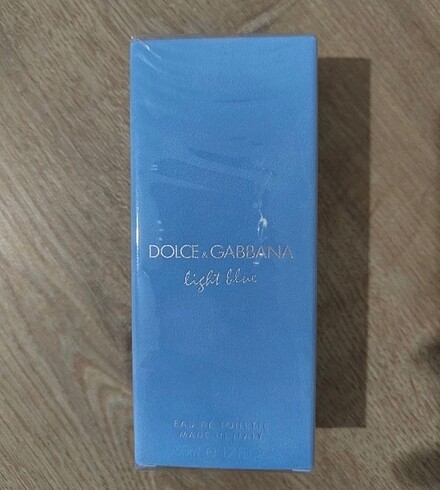 DOLCE & GABBANA
light blue
EAU DE TOILETTE
MADE IN ITALY